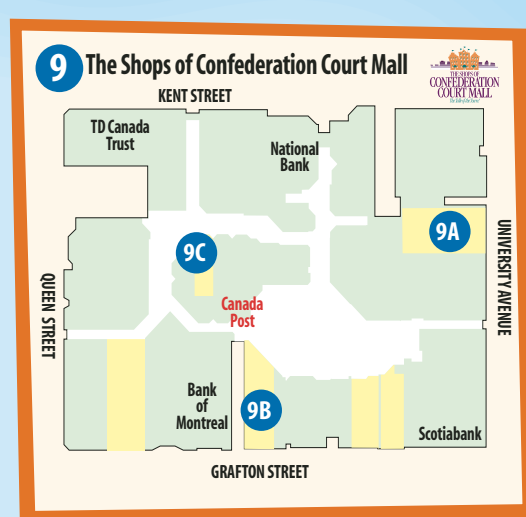 9 The Shops of Confederation Court Mall
THE SHOPS OF
CONFEDERATION
COURT MALL
KENT STREET
TD Canada
Trust
National
Bank
9A
9C
QUEEN STREET
UNIVERSITY AVENUE
Canada
Post
Bank
of
Montreal
9B
Scotiabank
GRAFTON STREET